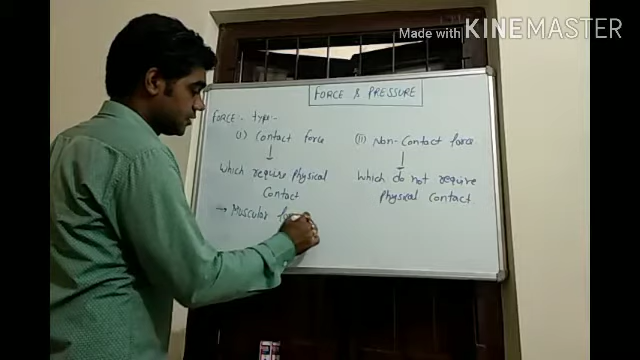 Made with KINEMASTER
FORCE & PRESSURE
FORCE:- type:-
(i) Contact force
(ii) Non-Contact force
which require Physical
Contact
which do not require
Physical Contact
→ Muscular fo